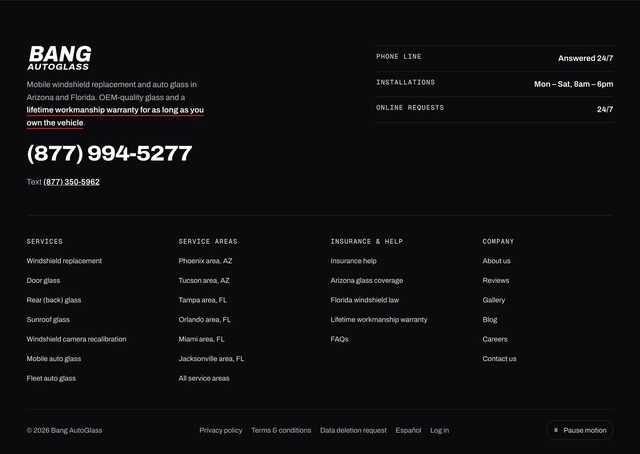 BANG
AUTOGLASS
Mobile windshield replacement and auto glass in
Arizona and Florida. OEM-quality glass and a
lifetime workmanship warranty for as long as you
own the vehicle.
(877) 994-5277
Text (877) 350-5962
PHONE LINE Answered 24/7
INSTALLATIONS Mon – Sat, 8am – 6pm
ONLINE REQUESTS 24/7
SERVICES
Windshield replacement
Door glass
Rear (back) glass
Sunroof glass
Windshield camera recalibration
Mobile auto glass
Fleet auto glass
SERVICE AREAS
Phoenix area, AZ
Tucson area, AZ
Tampa area, FL
Orlando area, FL
Miami area, FL
Jacksonville area, FL
All service areas
INSURANCE & HELP
Insurance help
Arizona glass coverage
Florida windshield law
Lifetime workmanship warranty
FAQs
COMPANY
About us
Reviews
Gallery
Blog
Careers
Contact us
© 2026 Bang AutoGlass
Privacy policy Terms & conditions Data deletion request Español Log in
Pause motion